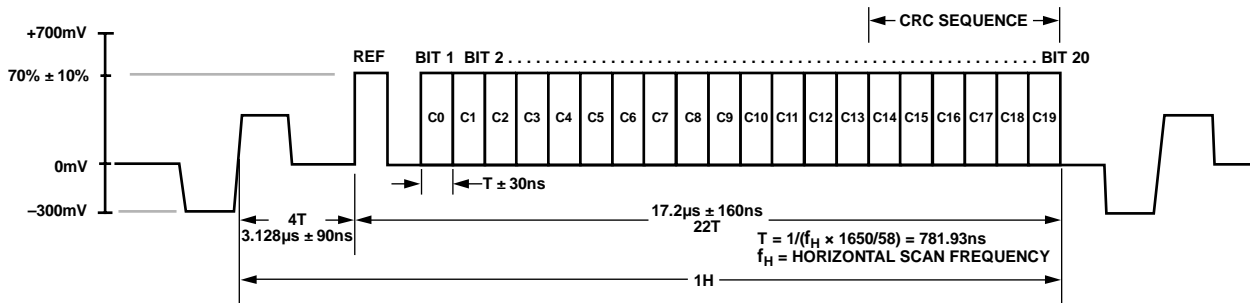 CRC SEQUENCE
+700mV
REF
BIT 1 BIT 2 . . . . . . . . . . . . . . . . . . . . . . . . . . . . . . . . . . . . . . . . . . . . . . . . . . . . . . . . . . . . . . . . . BIT 20
70% ± 10%
C0 C1 C2 C3 C4 C5 C6 C7 C8 C9 C10 C11 C12 C13 C14 C15 C16 C17 C18 C19
0mV
T ± 30ns
–300mV
4T
3.128µs ± 90ns
17.2µs ± 160ns
22T
T = 1/(fH × 1650/58) = 781.93ns
fH = HORIZONTAL SCAN FREQUENCY
1H